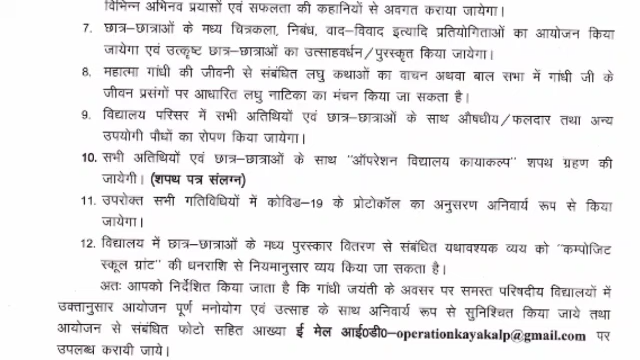 विभिन्न अभिनव प्रयासों एवं सफलता की कहानियों से अवगत कराया जायेगा।
7. छात्र-छात्राओं के मध्य चित्रकला, निबंध, वाद-विवाद इत्यादि प्रतियोगिताओं का आयोजन किया
जायेगा एवं उत्कृष्ट छात्र-छात्राओं का उत्साहवर्धन/पुरस्कृत किया जायेगा।
8. महात्मा गांधी की जीवनी से संबंधित लघु कथाओं का वाचन अथवा बाल सभा में गांधी जी के
जीवन प्रसंगों पर आधारित लघु नाटिका का मंचन किया जा सकता है।
9. विद्यालय परिसर में सभी अतिथियों एवं छात्र-छात्राओं के साथ औषधीय/फलदार तथा अन्य
उपयोगी पौधों का रोपण किया जायेगा।
10. सभी अतिथियों एवं छात्र-छात्राओं के साथ "ऑपरेशन विद्यालय कायाकल्प" शपथ ग्रहण की
जायेगी। (शपथ पत्र संलग्न)
11. उपरोक्त सभी गतिविधियों में कोविड-19 के प्रोटोकॉल का अनुसरण अनिवार्य रूप से किया
जायेगा।
12. विद्यालय में छात्र-छात्राओं के मध्य पुरस्कार वितरण से संबंधित यथावश्यक व्यय को "कम्पोजिट
स्कूल ग्रांट" की धनराशि से नियमानुसार व्यय किया जा सकता है।
अतः आपको निर्देशित किया जाता है कि गांधी जयंती के अवसर पर समस्त परिषदीय विद्यालयों में
उक्तानुसार आयोजन पूर्ण मनोयोग एवं उत्साह के साथ अनिवार्य रूप से सुनिश्चित किया जाये तथा
आयोजन से संबंधित फोटो सहित आख्या ई मेल आई0डी0-operationkayakalp@gmail.com पर
उपलब्ध करायी जाये।